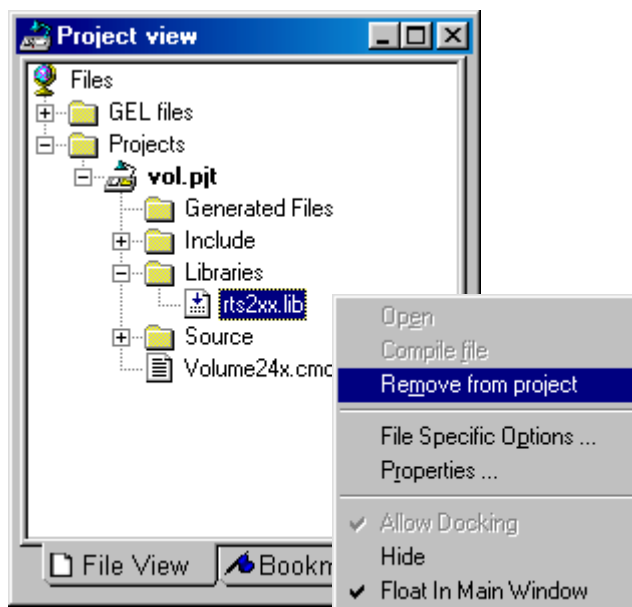 Project view
Files
GEL files
Projects
vol.pjt
Generated Files
Include
Libraries
rts2xx.lib
Source
Volume24x.cmd
Open
Compile file
Remove from project
File Specific Options ...
Properties ...
Allow Docking
Hide
Float In Main Window
File View
Bookm